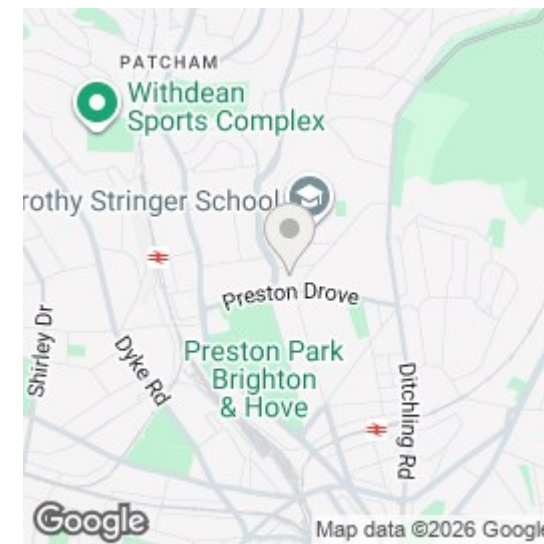 PATCHAM
Withdean
Sports Complex
rothy Stringer School
Preston Drove
Shirley Dr
Dyke Rd
Preston Park
Brighton
& Hove
Ditchling Rd
Google
Map data ©2026 Google